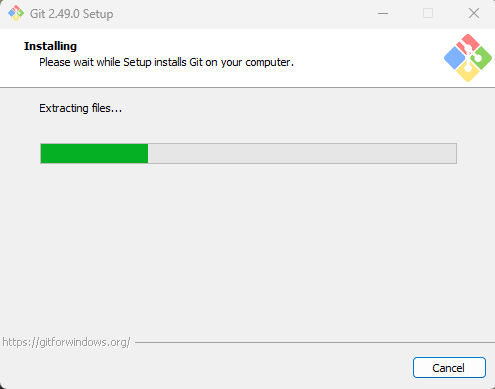 Git 2.49.0 Setup
Installing
Please wait while Setup installs Git on your computer.
Extracting files...
https://gitforwindows.org/
Cancel